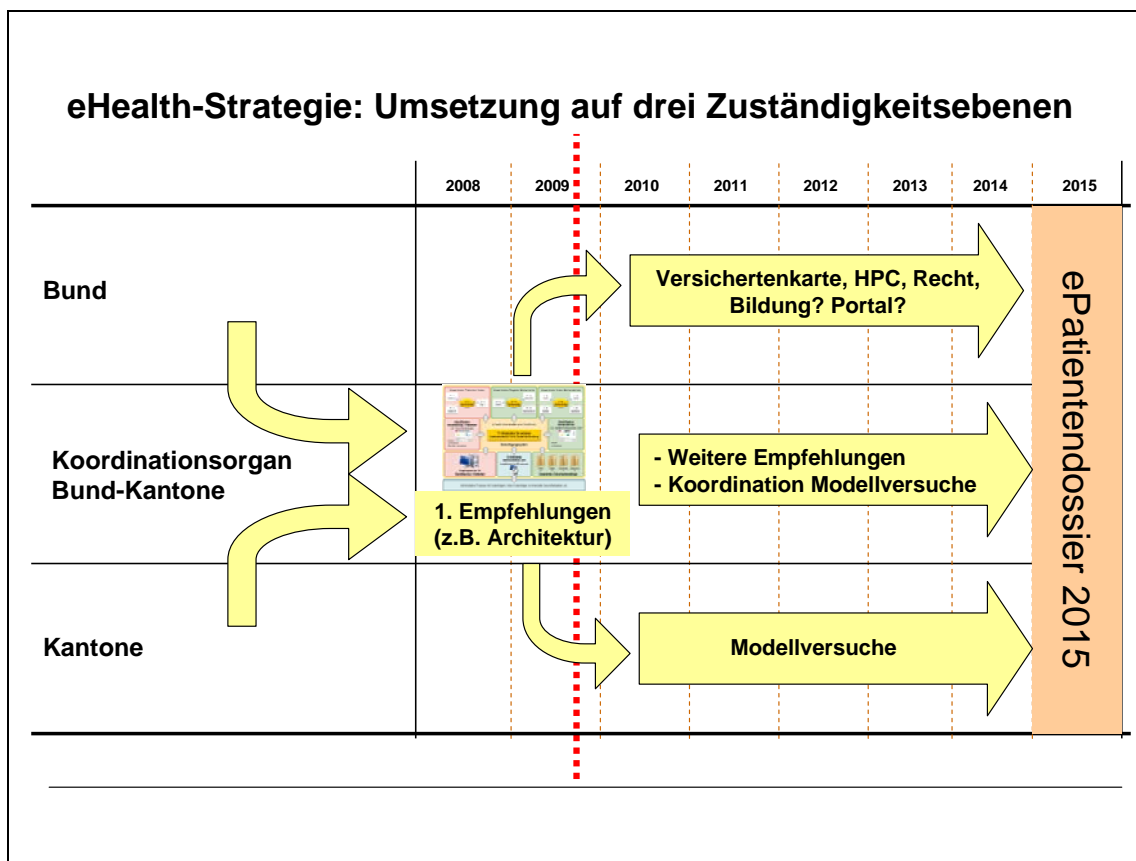 eHealth-Strategie: Umsetzung auf drei Zuständigkeitsebenen
2008 2009 2010 2011 2012 2013 2014 2015
Bund
Versichertenkarte, HPC, Recht,
Bildung? Portal?
Koordinationsorgan
Bund-Kantone
1. Empfehlungen
(z.B. Architektur)
- Weitere Empfehlungen
- Koordination Modellversuche
Kantone
Modellversuche
ePatientendossier 2015